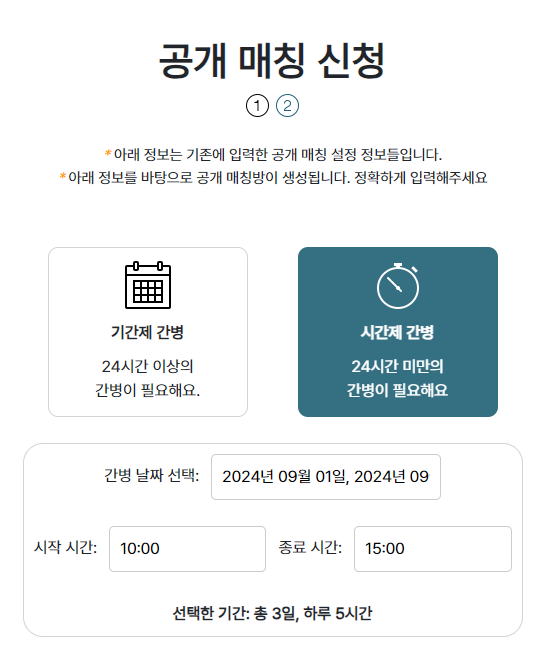 공개 매칭 신청
① ②
* 아래 정보는 기존에 입력한 공개 매칭 설정 정보들입니다.
* 아래 정보를 바탕으로 공개 매칭방이 생성됩니다. 정확하게 입력해주세요
기간제 간병
24시간 이상의
간병이 필요해요.
시간제 간병
24시간 미만의
간병이 필요해요
간병 날짜 선택: 2024년 09월 01일, 2024년 09
시작 시간: 10:00 종료 시간: 15:00
선택한 기간: 총 3일, 하루 5시간